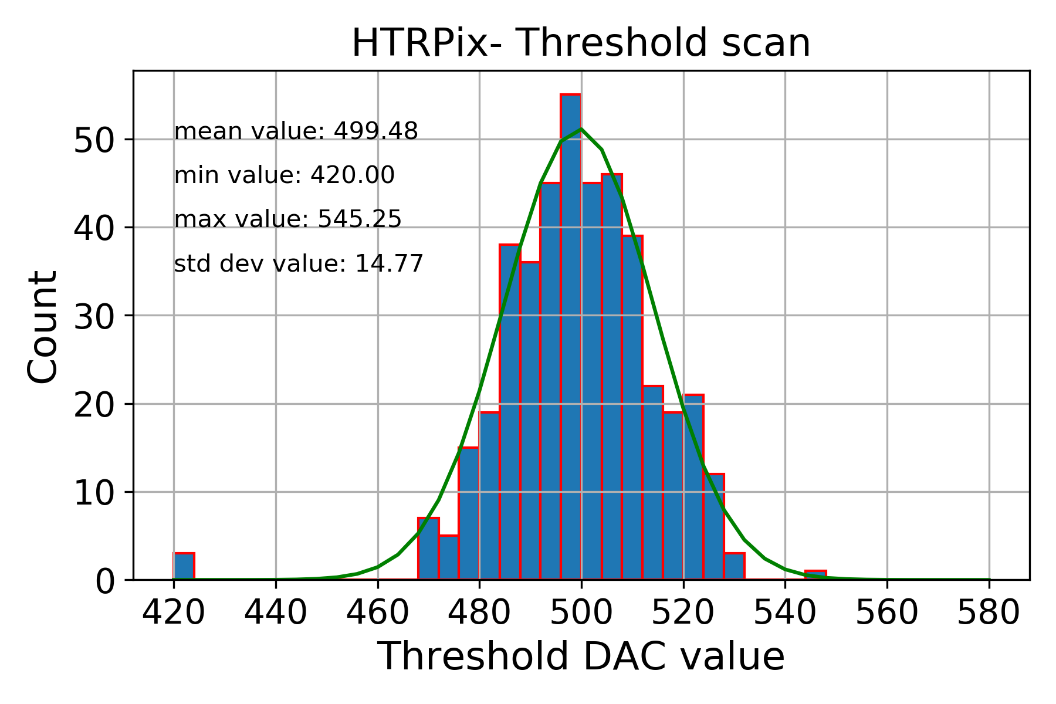 HTRPix- Threshold scan
mean value: 499.48
min value: 420.00
max value: 545.25
std dev value: 14.77
Count
50
40
30
20
10
0
420 440 460 480 500 520 540 560 580
Threshold DAC value